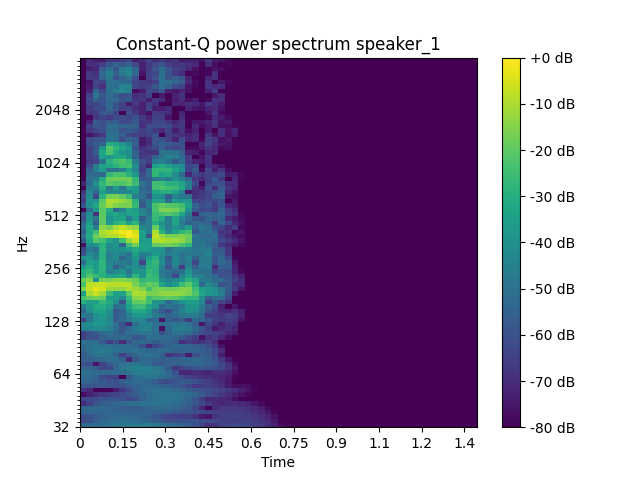 Constant-Q power spectrum speaker_1
+0 dB
-10 dB
-20 dB
-30 dB
-40 dB
-50 dB
-60 dB
-70 dB
-80 dB
Hz
2048
1024
512
256
128
64
32
0 0.15 0.3 0.45 0.6 0.75 0.9 1.1 1.2 1.4
Time